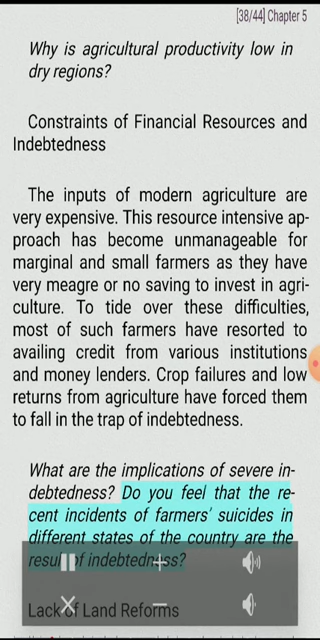 [38/44] Chapter 5
Why is agricultural productivity low in
dry regions?
Constraints of Financial Resources and
Indebtedness
The inputs of modern agriculture are
very expensive. This resource intensive ap-
proach has become unmanageable for
marginal and small farmers as they have
very meagre or no saving to invest in agri-
culture. To tide over these difficulties,
most of such farmers have resorted to
availing credit from various institutions
and money lenders. Crop failures and low
returns from agriculture have forced them
to fall in the trap of indebtedness.
What are the implications of severe in-
debtedness? Do you feel that the re-
cent incidents of farmers' suicides in
different states of the country are the
result of indebtedness?
Lack of Land Reforms